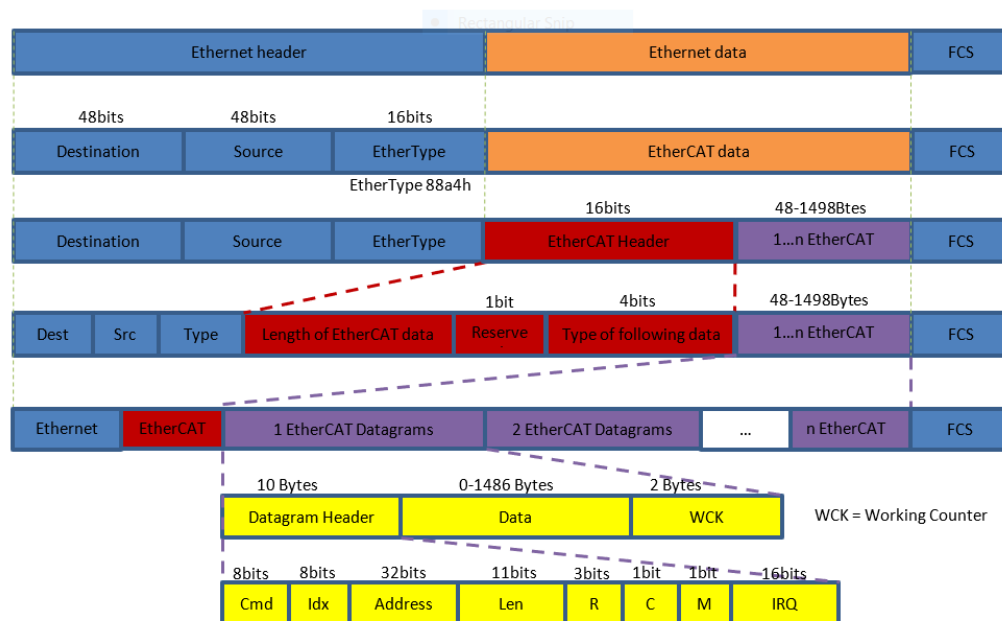 Rectangular Snip
Ethernet header Ethernet data FCS
48bits 48bits 16bits
Destination Source EtherType EtherCAT data FCS
EtherType 88a4h
16bits 48-1498Btes
Destination Source EtherType EtherCAT Header 1...n EtherCAT FCS
1bit 4bits 48-1498Bytes
Dest Src Type Length of EtherCAT data Reserve Type of following data 1...n EtherCAT FCS
Ethernet EtherCAT 1 EtherCAT Datagrams 2 EtherCAT Datagrams ... n EtherCAT FCS
10 Bytes 0-1486 Bytes 2 Bytes
Datagram Header Data WCK WCK = Working Counter
8bits 8bits 32bits 11bits 3bits 1bit 1bit 16bits
Cmd Idx Address Len R C M IRQ